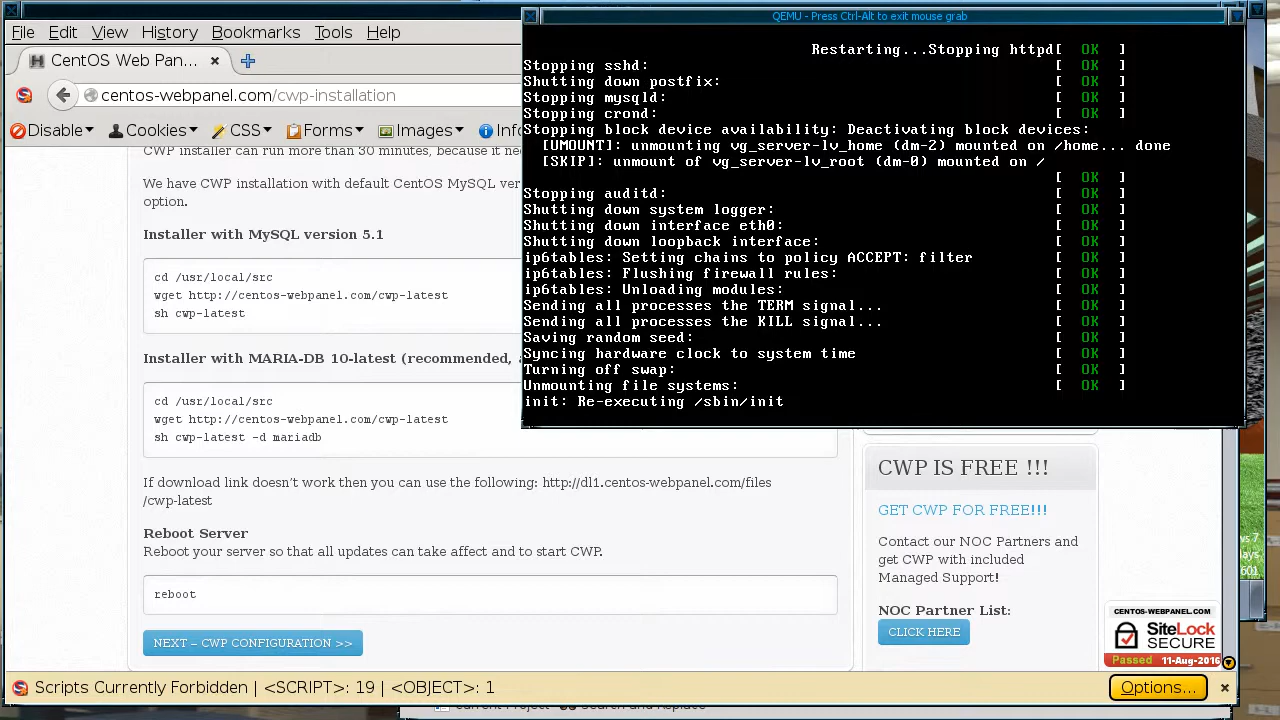 QEMU - Press Ctrl-Alt to exit mouse grab
File Edit View History Bookmarks Tools Help
CentOS Web Pan...
centos-webpanel.com/cwp-installation
Disable Cookies CSS Forms Images
CWP installer can run more than 30 minutes, because it
We have CWP installation with default CentOS MySQL
option.
Installer with MySQL version 5.1
cd /usr/local/src
wget http://centos-webpanel.com/cwp-latest
sh cwp-latest
Installer with MARIA-DB 10-latest (recommended,
cd /usr/local/src
wget http://centos-webpanel.com/cwp-latest
sh cwp-latest -d mariadb
If download link doesn't work then you can use the following: http://dl1.centos-webpanel.com/files
/cwp-latest
Reboot Server
Reboot your server so that all updates can take affect and to start CWP.
reboot
NEXT – CWP CONFIGURATION >>
Restarting...Stopping httpd[ OK ]
Stopping sshd: [ OK ]
Shutting down postfix: [ OK ]
Stopping mysqld: [ OK ]
Stopping crond: [ OK ]
Stopping block device availability: Deactivating block devices:
[UMOUNT]: unmounting vg_server-lv_home (dm-2) mounted on /home... done
[SKIP]: unmount of vg_server-lv_root (dm-0) mounted on /
[ OK ]
Stopping auditd: [ OK ]
Shutting down system logger: [ OK ]
Shutting down interface eth0: [ OK ]
Shutting down loopback interface: [ OK ]
ip6tables: Setting chains to policy ACCEPT: filter [ OK ]
ip6tables: Flushing firewall rules: [ OK ]
ip6tables: Unloading modules: [ OK ]
Sending all processes the TERM signal... [ OK ]
Sending all processes the KILL signal... [ OK ]
Saving random seed: [ OK ]
Syncing hardware clock to system time [ OK ]
Turning off swap: [ OK ]
Unmounting file systems: [ OK ]
init: Re-executing /sbin/init
CWP IS FREE !!!
GET CWP FOR FREE!!!
Contact our NOC Partners and
get CWP with included
Managed Support!
NOC Partner List:
CLICK HERE
CENTOS-WEBPANEL.COM
SiteLock
SECURE
Passed 11-Aug-2016
Scripts Currently Forbidden | <SCRIPT>: 19 | <OBJECT>: 1
Options...